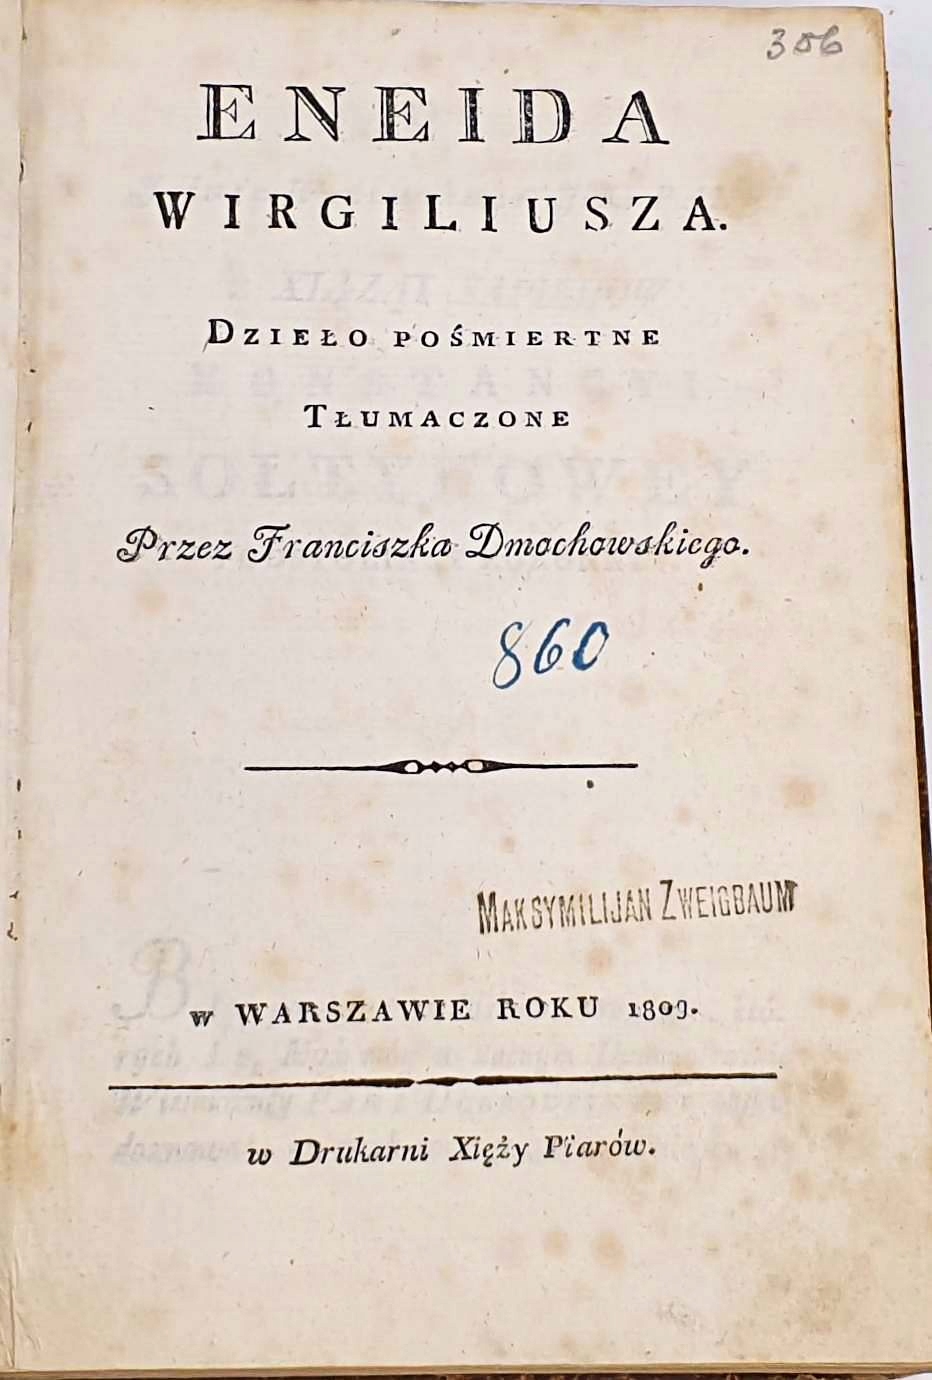 306
ENEIDA
WIRGILIUSZA.
DZIEŁO POŚMIERTNE
TŁUMACZONE
Przez Franciszka Dmochowskiego.
860
MAKSYMILIJAN ZWEIGBAUM
w WARSZAWIE ROKU 1809.
w Drukarni Xięży Piarów.